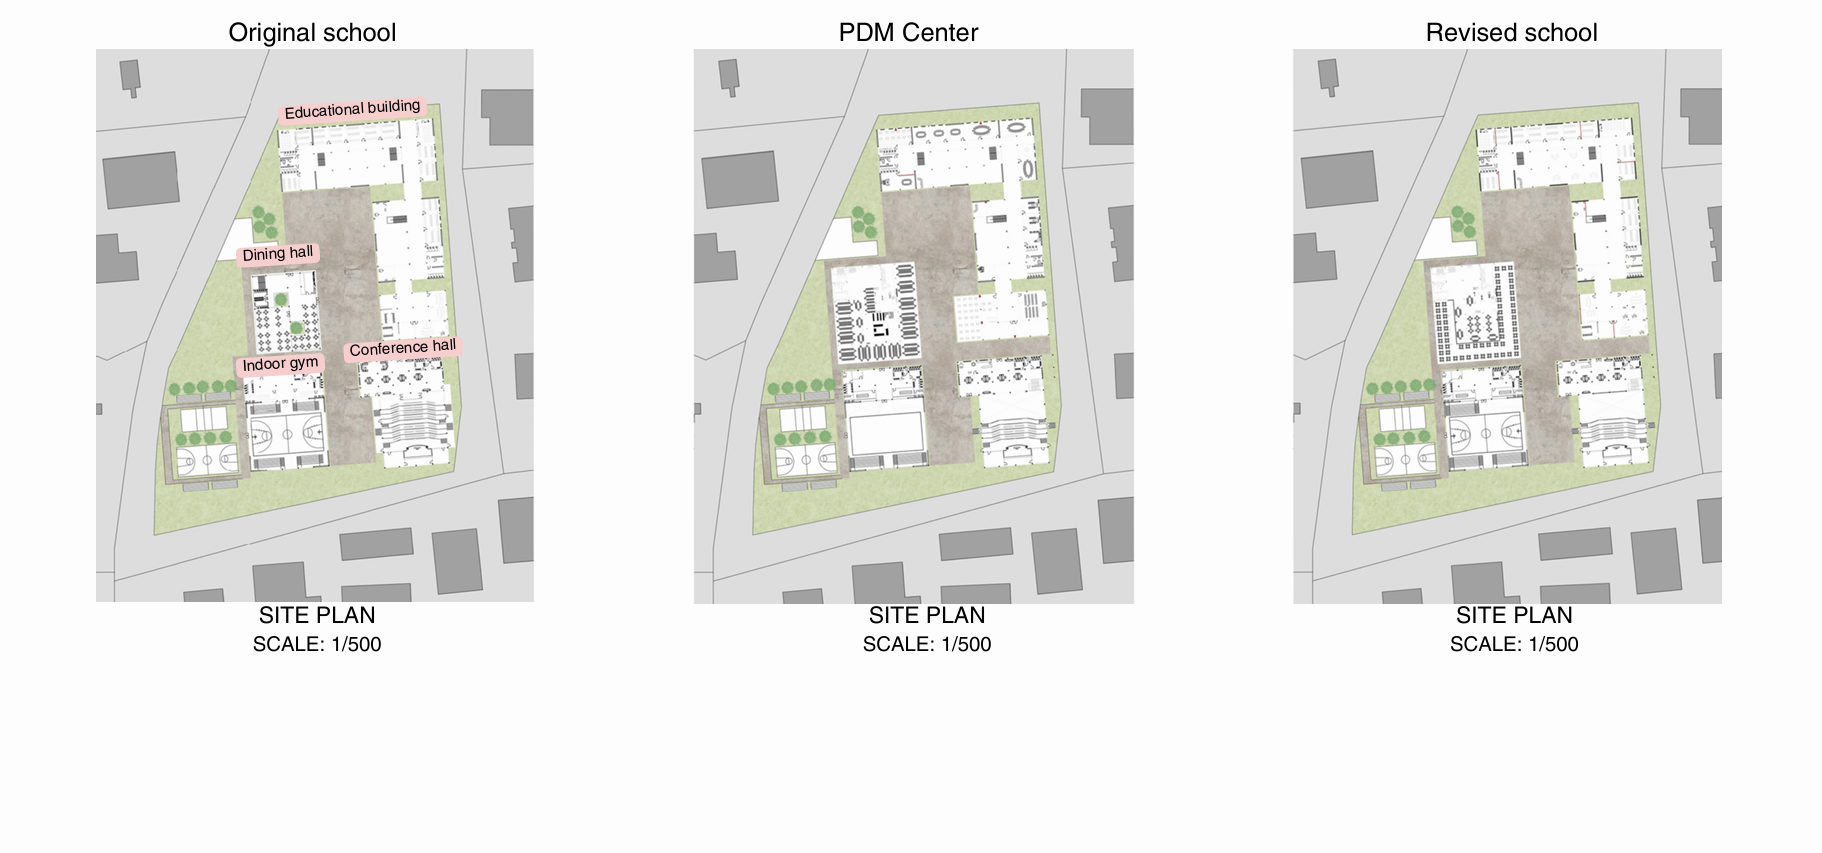 Original school
PDM Center
Revised school
Educational building
Dining hall
Conference hall
Indoor gym
SITE PLAN
SCALE: 1/500
SITE PLAN
SCALE: 1/500
SITE PLAN
SCALE: 1/500